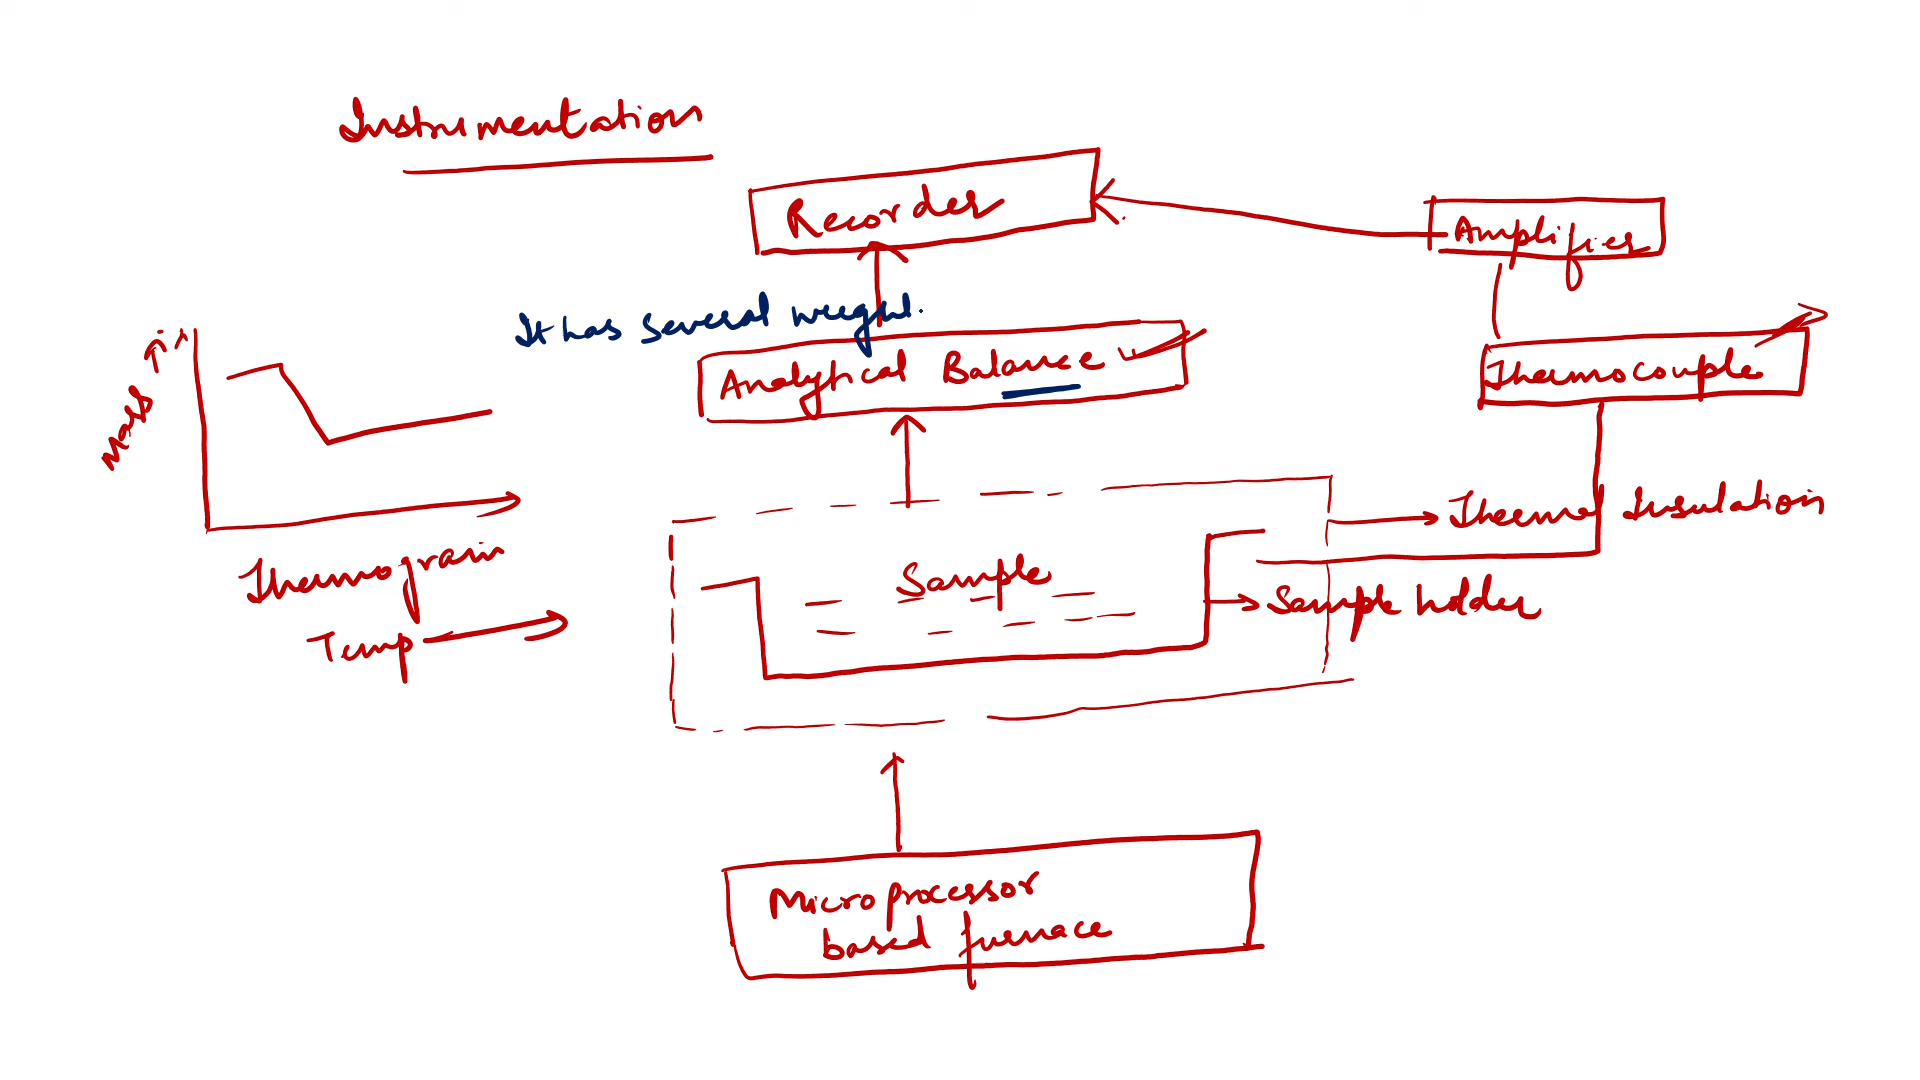 Instrumentation
Recorder
Amplifier
It has several weight.
Analytical Balance
Thermocouple
Mass
Thermogram
Temp
Thermal Insulation
Sample
Sample holder
Microprocessor
based furnace